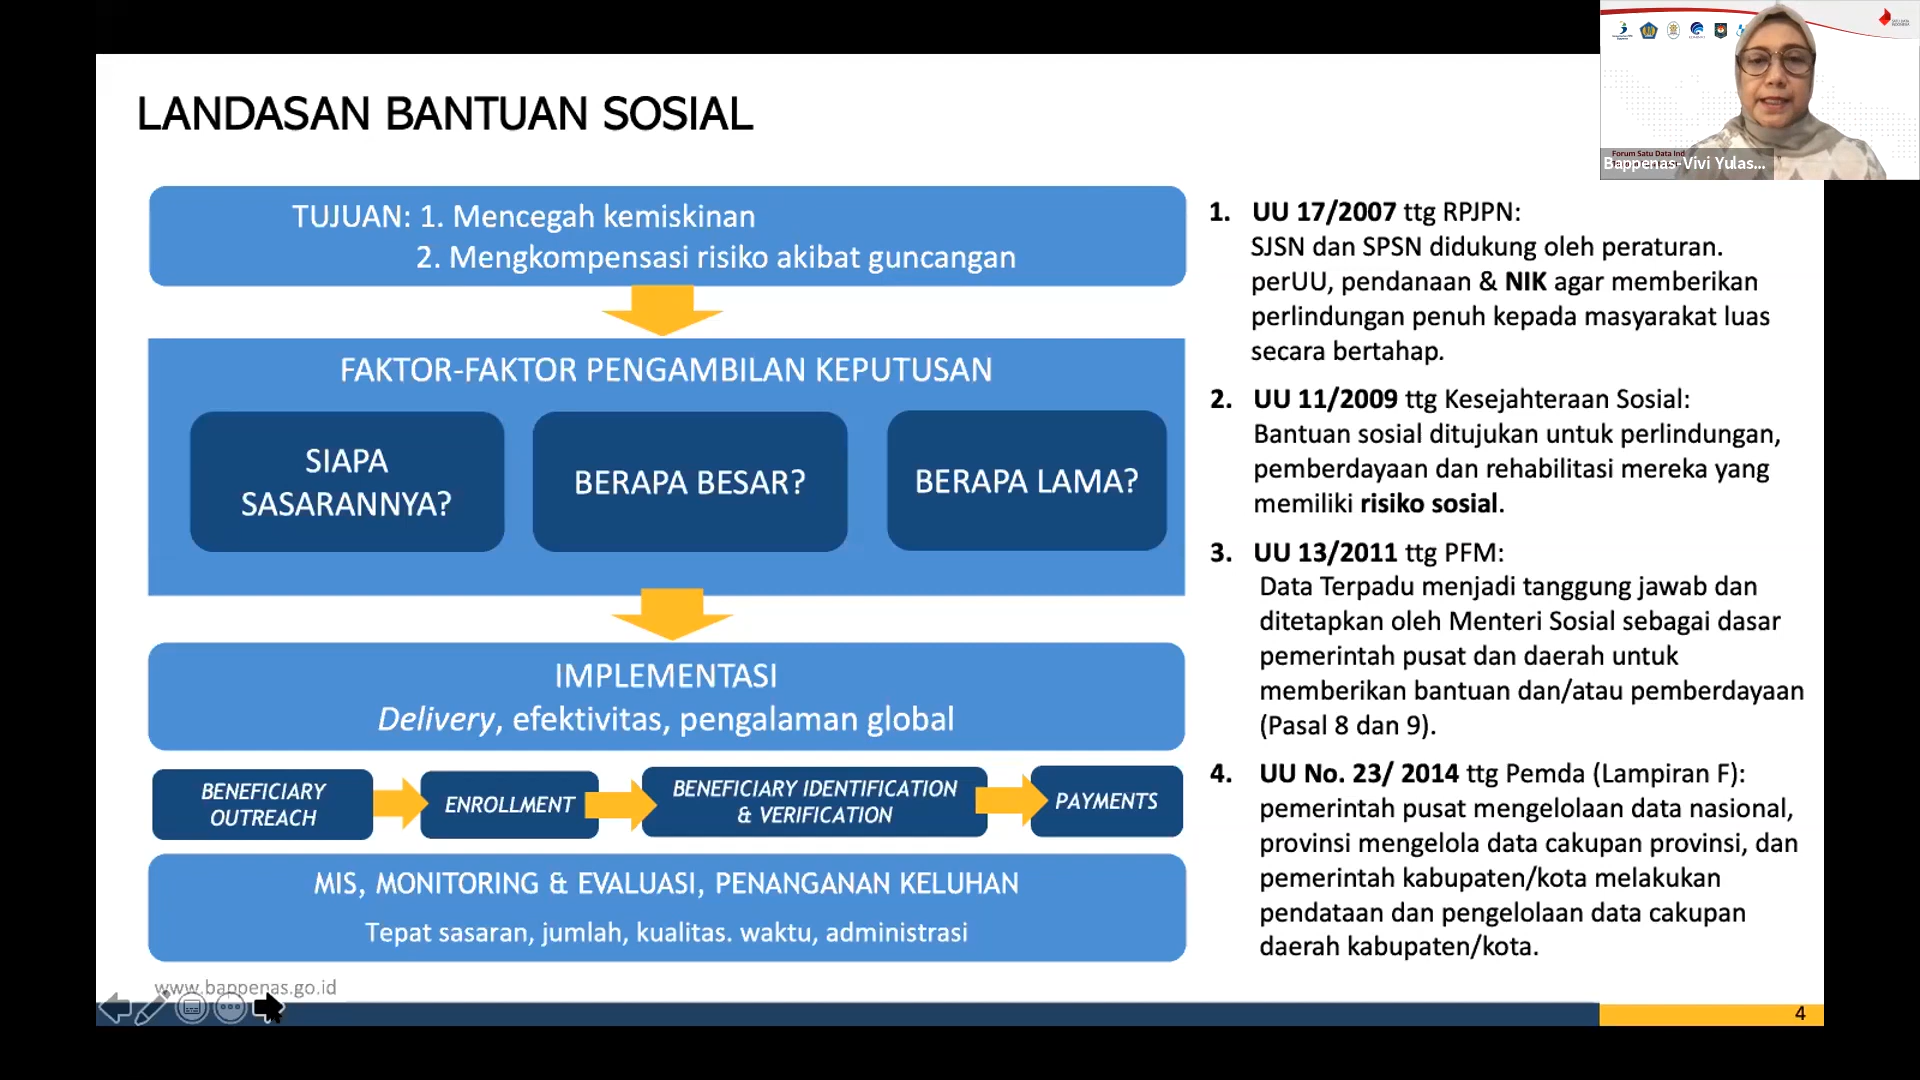 LANDASAN BANTUAN SOSIAL
TUJUAN: 1. Mencegah kemiskinan
2. Mengkompensasi risiko akibat guncangan
FAKTOR-FAKTOR PENGAMBILAN KEPUTUSAN
SIAPA
SASARANNYA?
BERAPA BESAR?
BERAPA LAMA?
IMPLEMENTASI
Delivery, efektivitas, pengalaman global
BENEFICIARY
OUTREACH
ENROLLMENT
BENEFICIARY IDENTIFICATION
& VERIFICATION
PAYMENTS
MIS, MONITORING & EVALUASI, PENANGANAN KELUHAN
Tepat sasaran, jumlah, kualitas. waktu, administrasi
1. UU 17/2007 ttg RPJPN:
SJSN dan SPSN didukung oleh peraturan.
perUU, pendanaan & NIK agar memberikan
perlindungan penuh kepada masyarakat luas
secara bertahap.
2. UU 11/2009 ttg Kesejahteraan Sosial:
Bantuan sosial ditujukan untuk perlindungan,
pemberdayaan dan rehabilitasi mereka yang
memiliki risiko sosial.
3. UU 13/2011 ttg PFM:
Data Terpadu menjadi tanggung jawab dan
ditetapkan oleh Menteri Sosial sebagai dasar
pemerintah pusat dan daerah untuk
memberikan bantuan dan/atau pemberdayaan
(Pasal 8 dan 9).
4. UU No. 23/ 2014 ttg Pemda (Lampiran F):
pemerintah pusat mengelolaan data nasional,
provinsi mengelola data cakupan provinsi, dan
pemerintah kabupaten/kota melakukan
pendataan dan pengelolaan data cakupan
daerah kabupaten/kota.
www.bappenas.go.id
4
Forum Satu Data Ind
Bappenas-Vivi Yulas...